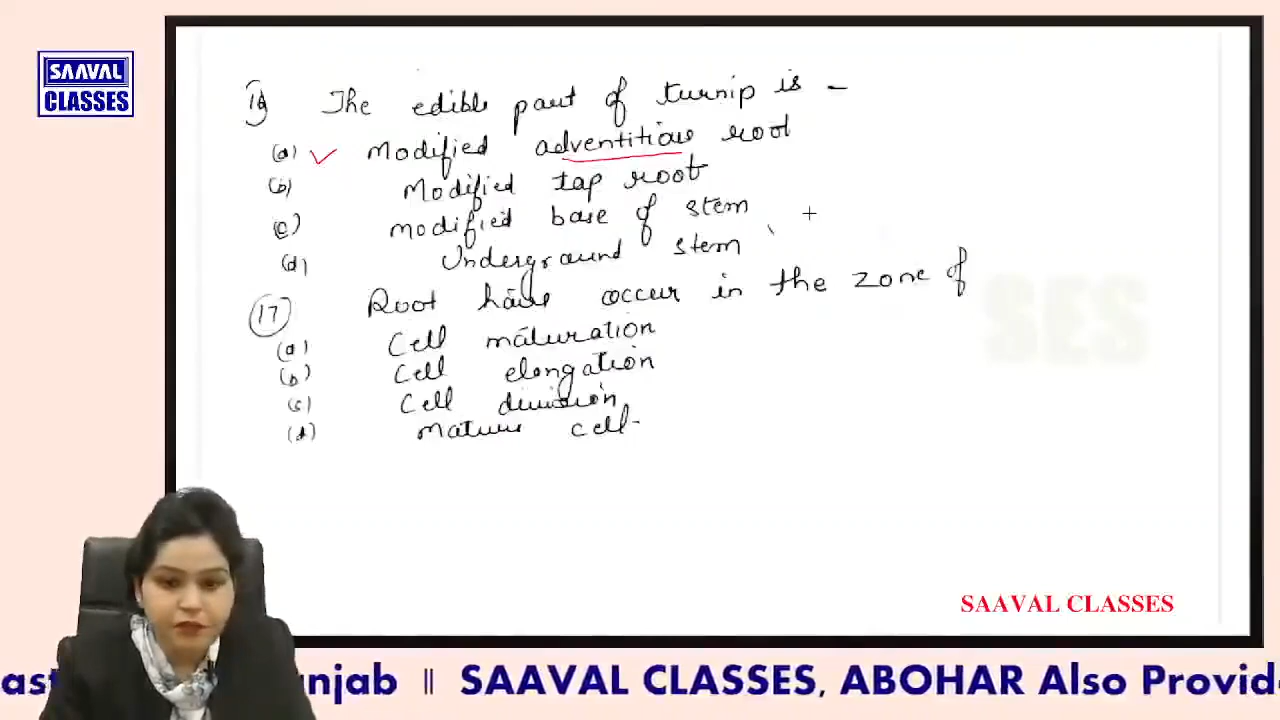 SAAVAL
CLASSES
The edible part of turnip is -
(a) ✓ Modified adventitious root
(b) Modified tap root
(c) modified base of stem
(d) Underground stem
(17) Root hairs occur in the zone of
(a) Cell maturation
(b) Cell elongation
(c) Cell division
(d) mature cell-
SES
SAAVAL CLASSES
njab || SAAVAL CLASSES, ABOHAR Also Provid